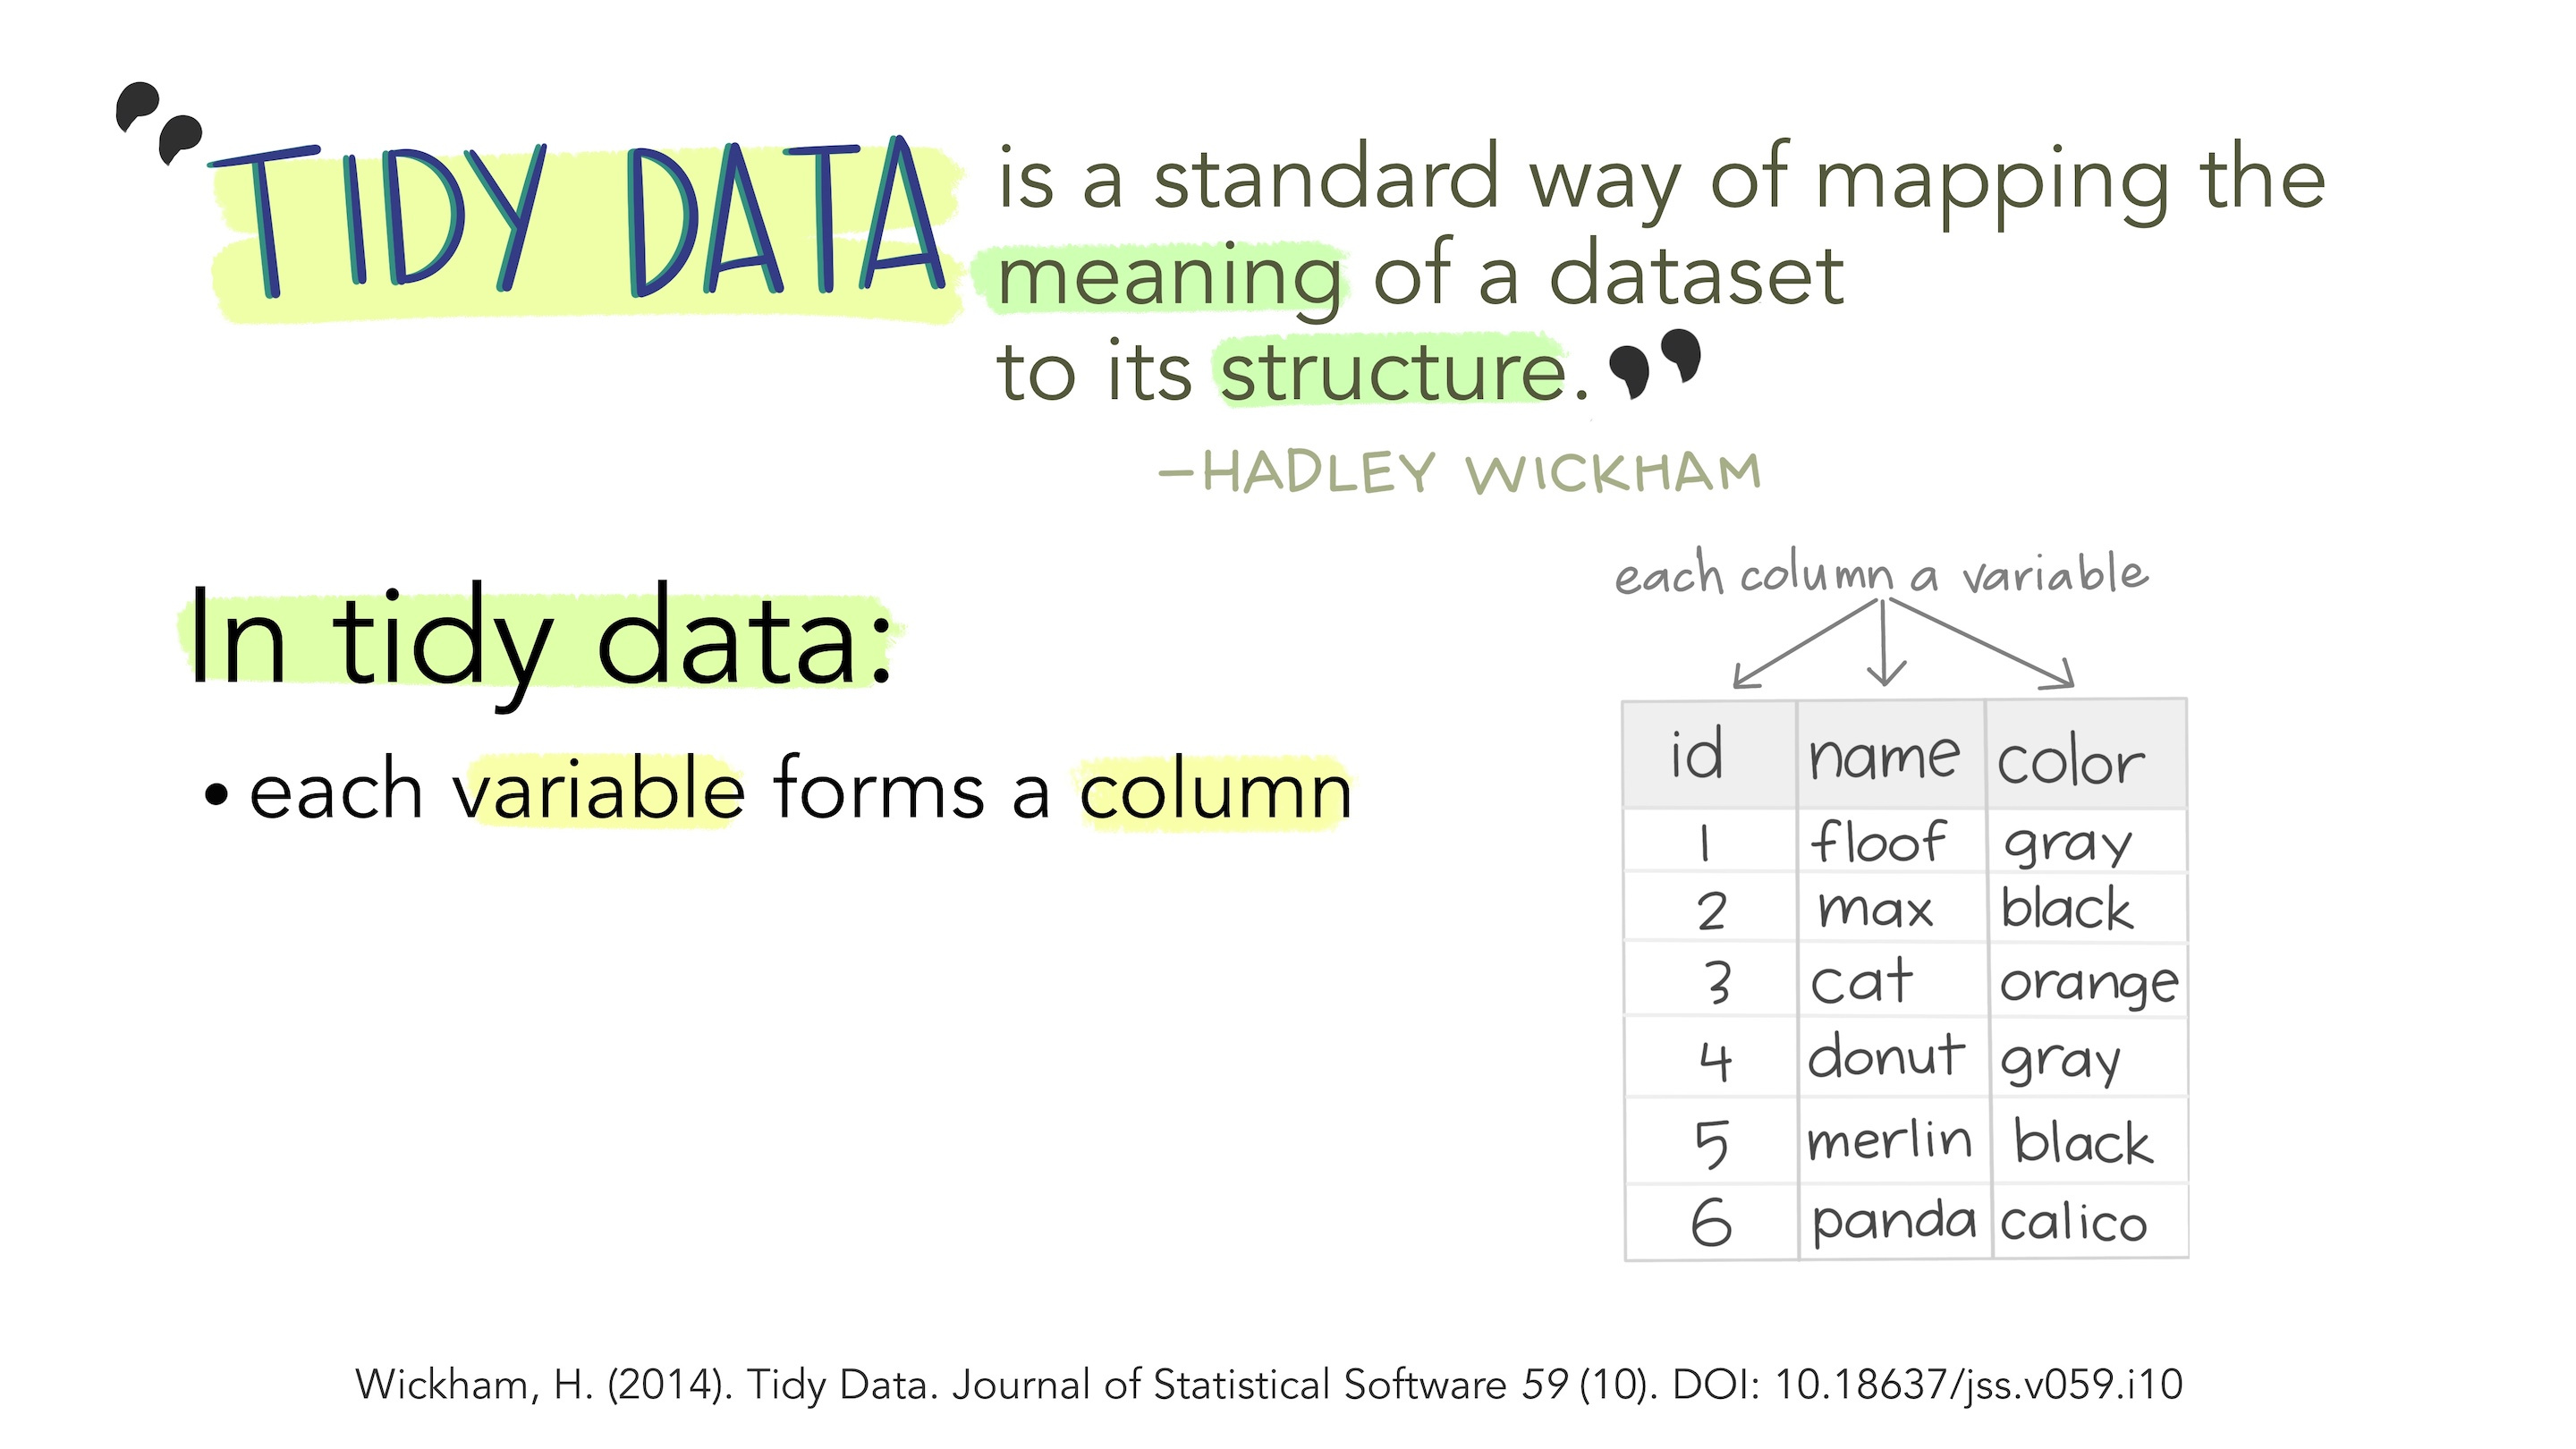 “TIDY DATA is a standard way of mapping the
meaning of a dataset
to its structure.”
—HADLEY WICKHAM
In tidy data:
• each variable forms a column
each column a variable
id name color
1 floof gray
2 max black
3 cat orange
4 donut gray
5 merlin black
6 panda calico
Wickham, H. (2014). Tidy Data. Journal of Statistical Software 59 (10). DOI: 10.18637/jss.v059.i10